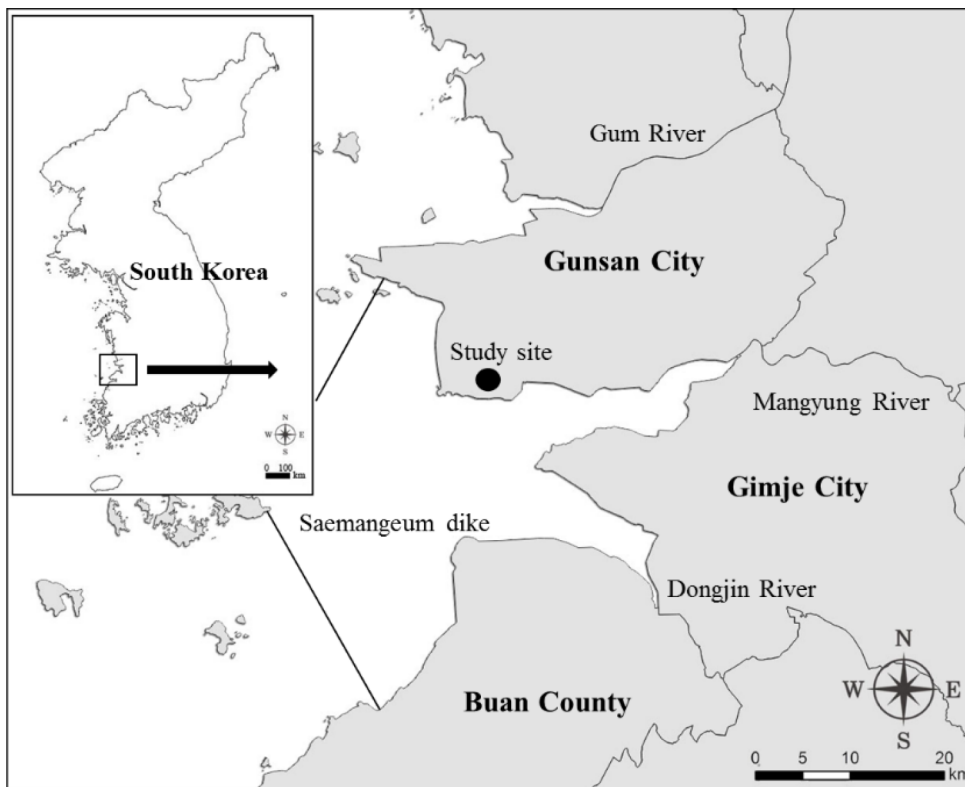 South Korea
N
W E
S
0 100
km
Gum River
Gunsan City
Study site
Mangyung River
Gimje City
Saemangeum dike
Dongjin River
Buan County
N
W E
S
0 5 10 20
km